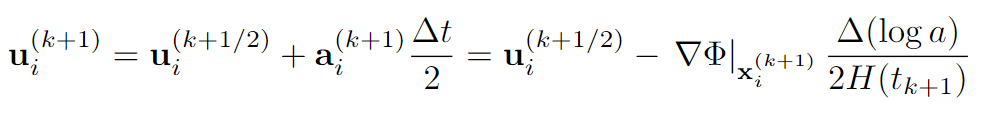 $\mathbf{u}_i^{(k+1)} = \mathbf{u}_i^{(k+1/2)} + \mathbf{a}_i^{(k+1)} \frac{\Delta t}{2} = \mathbf{u}_i^{(k+1/2)} - \nabla\Phi|_{\mathbf{x}_i^{(k+1)}} \frac{\Delta(\log a)}{2H(t_{k+1})}$